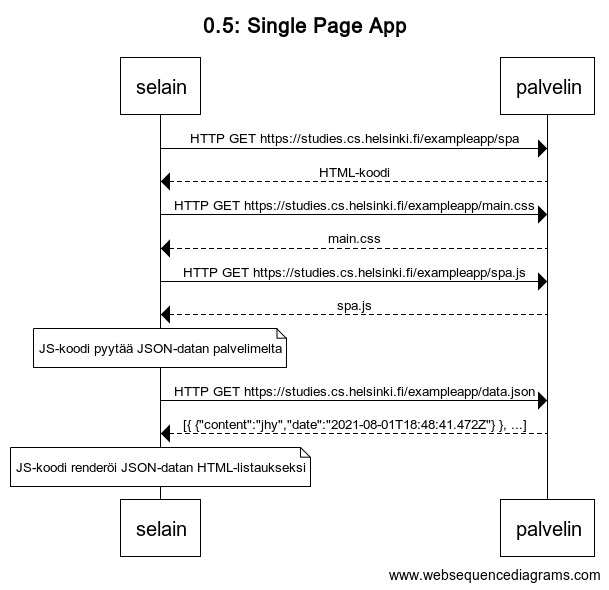 0.5: Single Page App
selain
palvelin
HTTP GET https://studies.cs.helsinki.fi/exampleapp/spa
HTML-koodi
HTTP GET https://studies.cs.helsinki.fi/exampleapp/main.css
main.css
HTTP GET https://studies.cs.helsinki.fi/exampleapp/spa.js
spa.js
JS-koodi pyytää JSON-datan palvelimelta
HTTP GET https://studies.cs.helsinki.fi/exampleapp/data.json
[{ {"content":"jhy","date":"2021-08-01T18:48:41.472Z"} }, ...]
JS-koodi renderöi JSON-datan HTML-listaukseksi
selain
palvelin
www.websequencediagrams.com